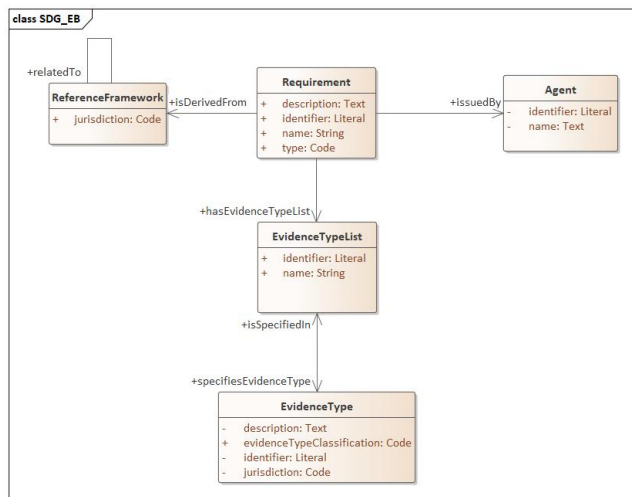 class SDG_EB
+relatedTo
ReferenceFramework
+ jurisdiction: Code
+isDerivedFrom
Requirement
+ description: Text
+ identifier: Literal
+ name: String
+ type: Code
+issuedBy
Agent
- identifier: Literal
- name: Text
+hasEvidenceTypeList
EvidenceTypeList
+ identifier: Literal
+ name: String
+isSpecifiedIn
+specifiesEvidenceType
EvidenceType
- description: Text
+ evidenceTypeClassification: Code
- identifier: Literal
- jurisdiction: Code